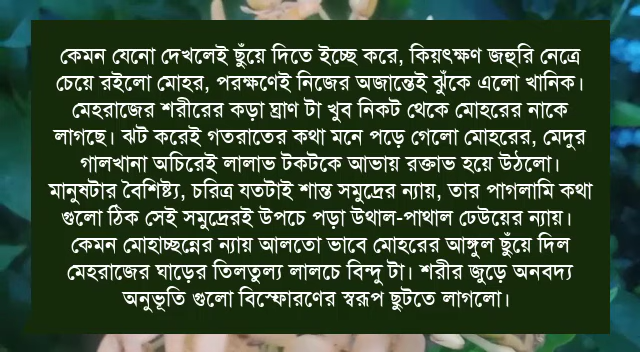 কেমন যেনো দেখলেই ছুঁয়ে দিতে ইচ্ছে করে, কিয়ৎক্ষণ জহুরি নেত্রে
চেয়ে রইলো মোহর, পরক্ষণেই নিজের অজান্তেই ঝুঁকে এলো খানিক।
মেহরাজের শরীরের কড়া ঘ্রাণ টা খুব নিকট থেকে মোহরের নাকে
লাগছে। ঝট করেই গতরাতের কথা মনে পড়ে গেলো মোহরের, মেদুর
গালখানা অচিরেই লালাভ টকটকে আভায় রক্তাভ হয়ে উঠলো।
মানুষটার বৈশিষ্ট্য, চরিত্র যতটাই শান্ত সমুদ্রের ন্যায়, তার পাগলামি কথা
গুলো ঠিক সেই সমুদ্রেরই উপচে পড়া উথাল-পাথাল ঢেউয়ের ন্যায়।
কেমন মোহাচ্ছন্নের ন্যায় আলতো ভাবে মোহরের আঙ্গুল ছুঁয়ে দিল
মেহরাজের ঘাড়ের তিলতুল্য লালচে বিন্দু টা। শরীর জুড়ে অনবদ্য
অনুভূতি গুলো বিস্ফোরণের স্বরূপ ছুটতে লাগলো।